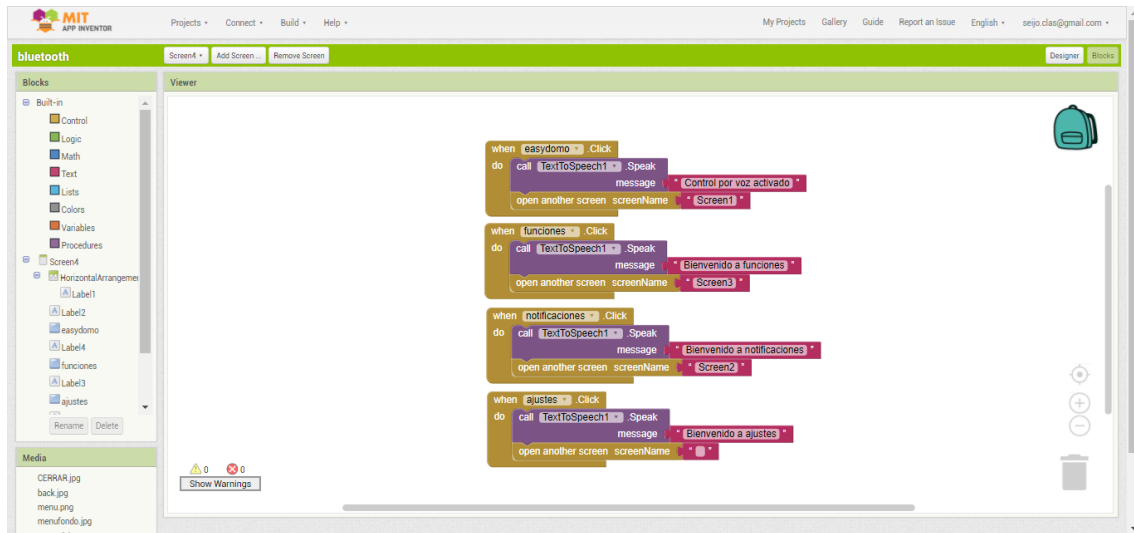 MIT
APP INVENTOR
Projects Connect Build Help
My Projects Gallery Guide Report an Issue English seijo.clas@gmail.com
bluetooth
Screen4 Add Screen ... Remove Screen
Designer Blocks
Blocks
Viewer
Built-in
Control
Logic
Math
Text
Lists
Colors
Variables
Procedures
Screen4
HorizontalArrangemen
A Label1
A Label2
easydomo
A Label4
funciones
A Label3
ajustes
Rename Delete
Media
CERRAR.jpg
back.jpg
menu.png
menufondo.jpg
when easydomo .Click
do call TextToSpeech1 .Speak
message " Control por voz activado "
open another screen screenName " Screen1 "
when funciones .Click
do call TextToSpeech1 .Speak
message " Bienvenido a funciones "
open another screen screenName " Screen3 "
when notificaciones .Click
do call TextToSpeech1 .Speak
message " Bienvenido a notificaciones "
open another screen screenName " Screen2 "
when ajustes .Click
do call TextToSpeech1 .Speak
message " Bienvenido a ajustes "
open another screen screenName " "
0 0
Show Warnings